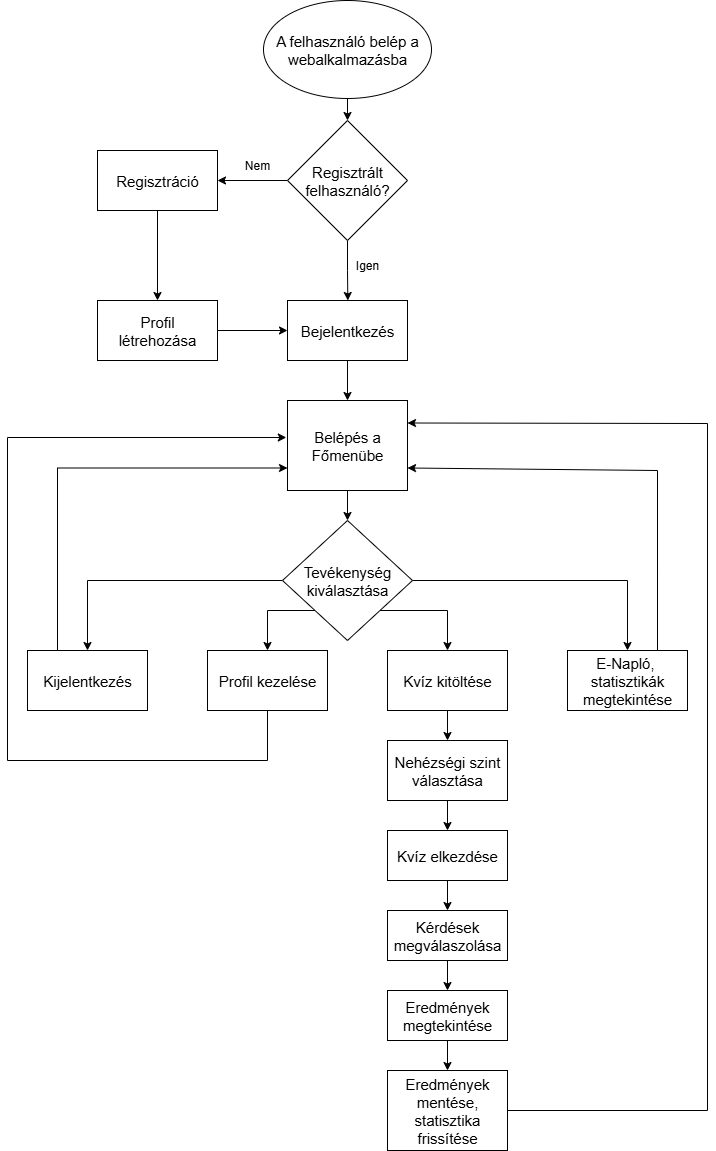 A felhasználó belép a
webalkalmazásba
Nem
Regisztrált
felhasználó?
Regisztráció
Igen
Profil
létrehozása
Bejelentkezés
Belépés a
Főmenübe
Tevékenység
kiválasztása
Kijelentkezés
Profil kezelése
Kvíz kitöltése
E-Napló,
statisztikák
megtekintése
Nehézségi szint
választása
Kvíz elkezdése
Kérdések
megválaszolása
Eredmények
megtekintése
Eredmények
mentése,
statisztika
frissítése